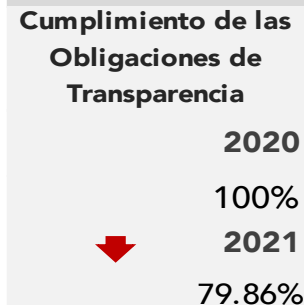 Cumplimiento de las
Obligaciones de
Transparencia
2020
100%
2021
79.86%